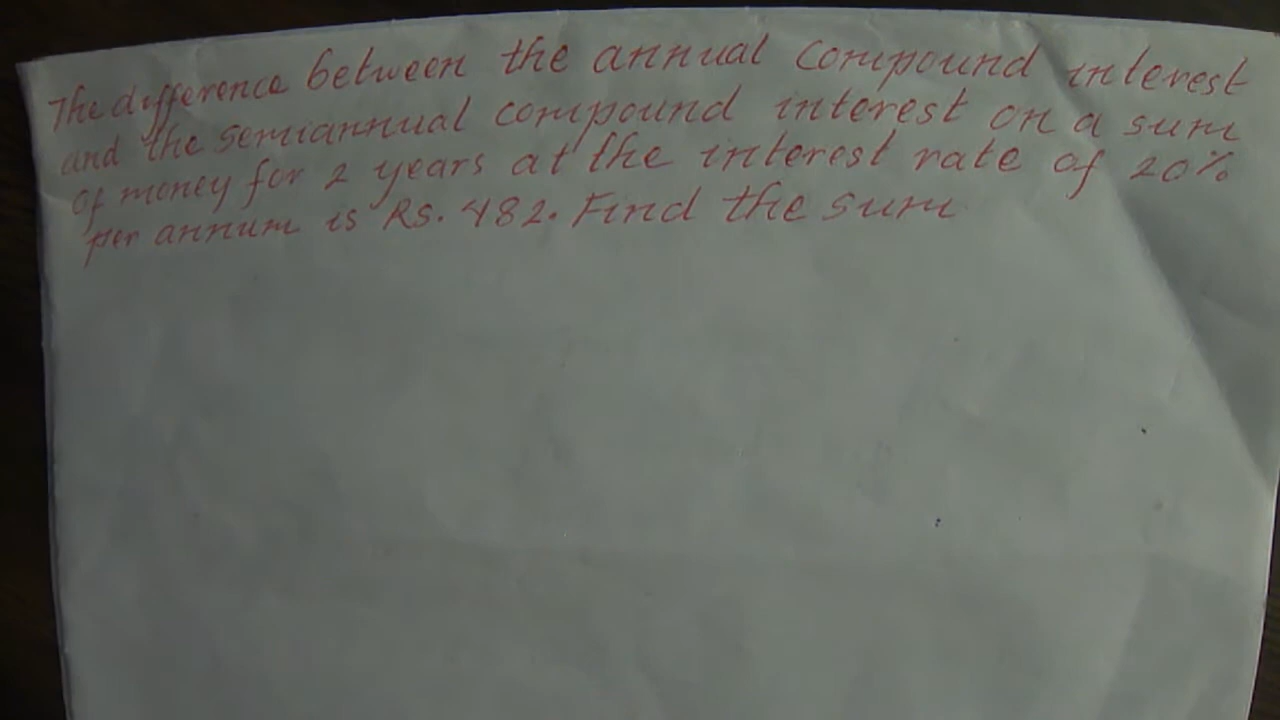 The difference between the annual compound interest
and the semiannual compound interest on a sum
of money for 2 years at the interest rate of 20%
per annum is Rs. 482. Find the sum